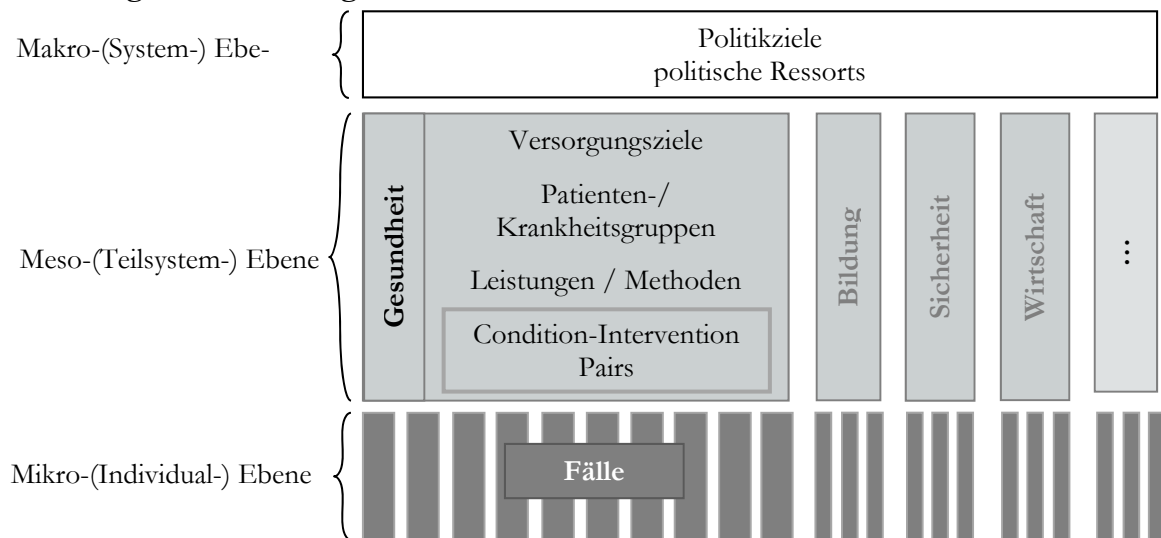 Makro-(System-) Ebe-
Politikziele
politische Ressorts
Meso-(Teilsystem-) Ebene
Gesundheit
Versorgungsziele
Patienten-/
Krankheitsgruppen
Leistungen / Methoden
Condition-Intervention
Pairs
Bildung
Sicherheit
Wirtschaft
...
Mikro-(Individual-) Ebene
Fälle